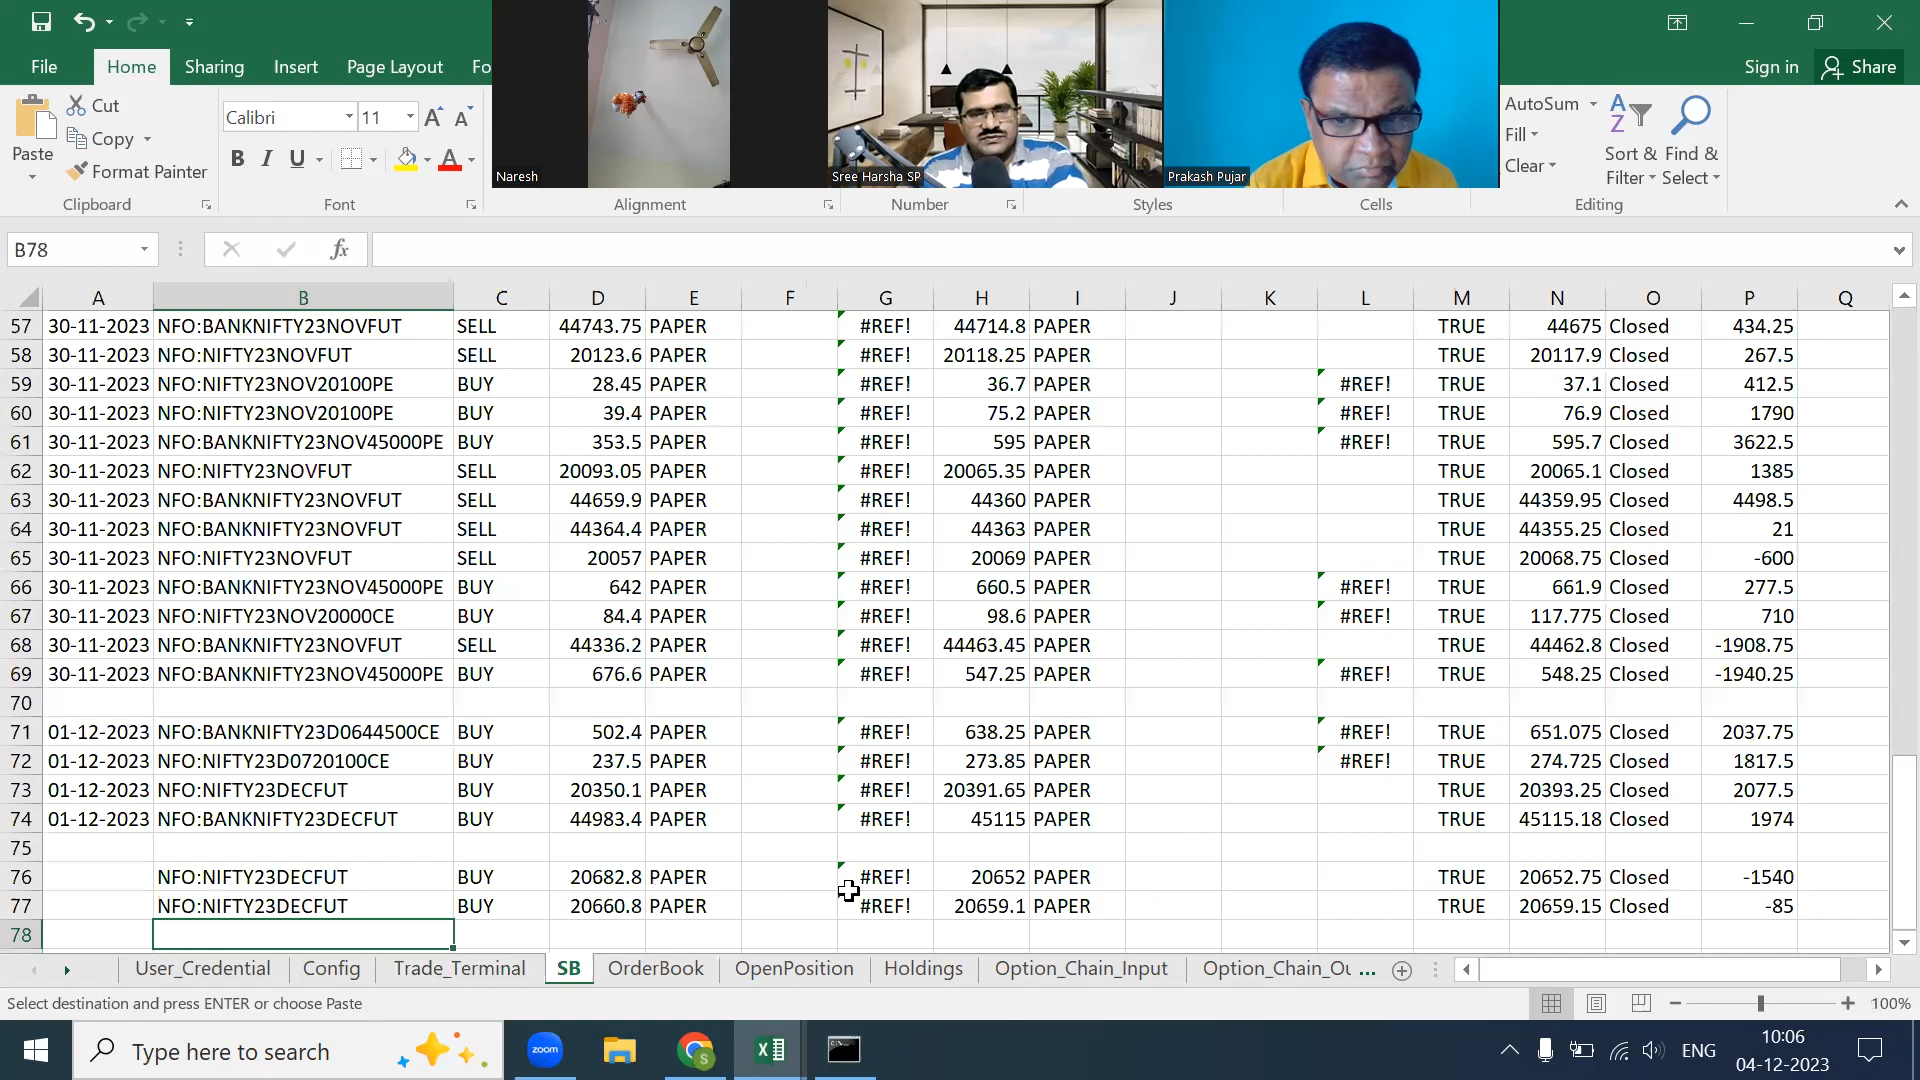 File Home Sharing Insert Page Layout Fo Sign in Share
Naresh Sree Harsha SP Prakash Pujar
Paste Cut Copy Format Painter
Calibri 11 B I U A
AutoSum Fill Clear Sort & Filter Find & Select
Clipboard Font Alignment Number Styles Cells Editing
B78 fx
A B C D E F G H I J K L M N O P Q
57 30-11-2023 NFO:BANKNIFTY23NOVFUT SELL 44743.75 PAPER #REF! 44714.8 PAPER TRUE 44675 Closed 434.25
58 30-11-2023 NFO:NIFTY23NOVFUT SELL 20123.6 PAPER #REF! 20118.25 PAPER TRUE 20117.9 Closed 267.5
59 30-11-2023 NFO:NIFTY23NOV20100PE BUY 28.45 PAPER #REF! 36.7 PAPER #REF! TRUE 37.1 Closed 412.5
60 30-11-2023 NFO:NIFTY23NOV20100PE BUY 39.4 PAPER #REF! 75.2 PAPER #REF! TRUE 76.9 Closed 1790
61 30-11-2023 NFO:BANKNIFTY23NOV45000PE BUY 353.5 PAPER #REF! 595 PAPER #REF! TRUE 595.7 Closed 3622.5
62 30-11-2023 NFO:NIFTY23NOVFUT SELL 20093.05 PAPER #REF! 20065.35 PAPER TRUE 20065.1 Closed 1385
63 30-11-2023 NFO:BANKNIFTY23NOVFUT SELL 44659.9 PAPER #REF! 44360 PAPER TRUE 44359.95 Closed 4498.5
64 30-11-2023 NFO:BANKNIFTY23NOVFUT SELL 44364.4 PAPER #REF! 44363 PAPER TRUE 44355.25 Closed 21
65 30-11-2023 NFO:NIFTY23NOVFUT SELL 20057 PAPER #REF! 20069 PAPER TRUE 20068.75 Closed -600
66 30-11-2023 NFO:BANKNIFTY23NOV45000PE BUY 642 PAPER #REF! 660.5 PAPER #REF! TRUE 661.9 Closed 277.5
67 30-11-2023 NFO:NIFTY23NOV20000CE BUY 84.4 PAPER #REF! 98.6 PAPER #REF! TRUE 117.775 Closed 710
68 30-11-2023 NFO:BANKNIFTY23NOVFUT SELL 44336.2 PAPER #REF! 44463.45 PAPER TRUE 44462.8 Closed -1908.75
69 30-11-2023 NFO:BANKNIFTY23NOV45000PE BUY 676.6 PAPER #REF! 547.25 PAPER #REF! TRUE 548.25 Closed -1940.25
70
71 01-12-2023 NFO:BANKNIFTY23D0644500CE BUY 502.4 PAPER #REF! 638.25 PAPER #REF! TRUE 651.075 Closed 2037.75
72 01-12-2023 NFO:NIFTY23D0720100CE BUY 237.5 PAPER #REF! 273.85 PAPER #REF! TRUE 274.725 Closed 1817.5
73 01-12-2023 NFO:NIFTY23DECFUT BUY 20350.1 PAPER #REF! 20391.65 PAPER TRUE 20393.25 Closed 2077.5
74 01-12-2023 NFO:BANKNIFTY23DECFUT BUY 44983.4 PAPER #REF! 45115 PAPER TRUE 45115.18 Closed 1974
75
76 NFO:NIFTY23DECFUT BUY 20682.8 PAPER #REF! 20652 PAPER TRUE 20652.75 Closed -1540
77 NFO:NIFTY23DECFUT BUY 20660.8 PAPER #REF! 20659.1 PAPER TRUE 20659.15 Closed -85
78
User_Credential Config Trade_Terminal SB OrderBook OpenPosition Holdings Option_Chain_Input Option_Chain_Ou ...
Select destination and press ENTER or choose Paste 100%
Type here to search zoom S ENG 10:06
04-12-2023